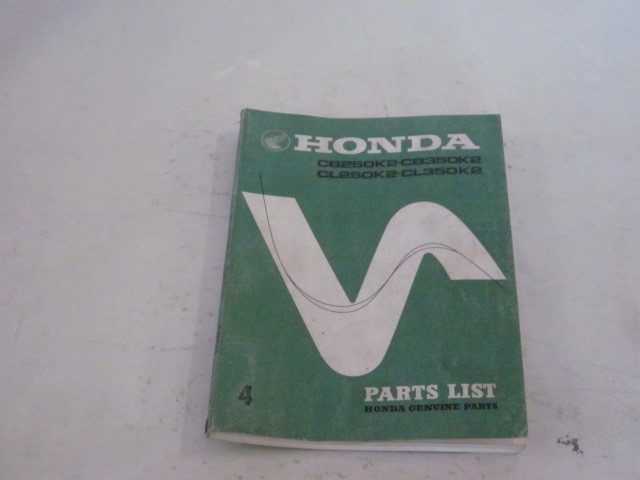 HONDA
CB250K2·CB350K2
CL250K2·CL350K2
4
PARTS LIST
HONDA GENUINE PARTS